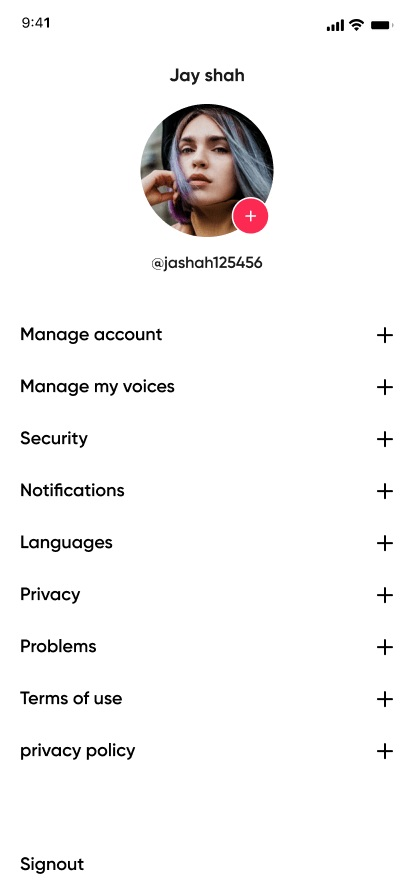 9:41
Jay shah
@jashah125456
Manage account
Manage my voices
Security
Notifications
Languages
Privacy
Problems
Terms of use
privacy policy
Signout